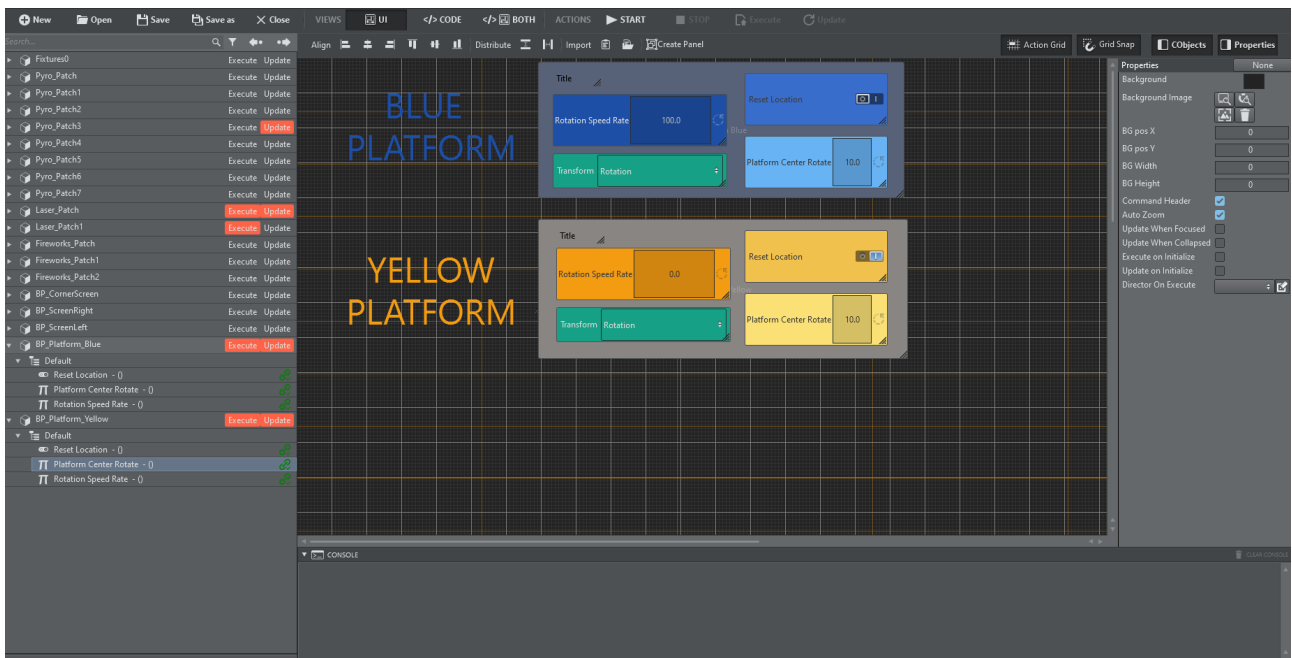 New Open Save Save as Close VIEWS UI </> CODE </> BOTH ACTIONS START STOP Execute Update
Search...
Align Distribute Import Create Panel Action Grid Grid Snap CObjects Properties
Fixtures0 Execute Update
Pyro_Patch Execute Update
Pyro_Patch1 Execute Update
Pyro_Patch2 Execute Update
Pyro_Patch3 Execute Update
Pyro_Patch4 Execute Update
Pyro_Patch5 Execute Update
Pyro_Patch6 Execute Update
Pyro_Patch7 Execute Update
Laser_Patch Execute Update
Laser_Patch1 Execute Update
Fireworks_Patch Execute Update
Fireworks_Patch1 Execute Update
Fireworks_Patch2 Execute Update
BP_CornerScreen Execute Update
BP_ScreenRight Execute Update
BP_ScreenLeft Execute Update
BP_Platform_Blue Execute Update
Default
Reset Location - ()
Platform Center Rotate - ()
Rotation Speed Rate - ()
BP_Platform_Yellow Execute Update
Default
Reset Location - ()
Platform Center Rotate - ()
Rotation Speed Rate - ()
BLUE
PLATFORM
Title
Rotation Speed Rate 100.0
Reset Location
Blue
Transform Rotation
Platform Center Rotate 10.0
YELLOW
PLATFORM
Title
Rotation Speed Rate 0.0
Reset Location
Yellow
Transform Rotation
Platform Center Rotate 10.0
Properties None
Background
Background Image
BG pos X 0
BG pos Y 0
BG Width 0
BG Height 0
Command Header
Auto Zoom
Update When Focused
Update When Collapsed
Execute on Initialize
Update on Initialize
Director On Execute
CONSOLE CLEAR CONSOLE